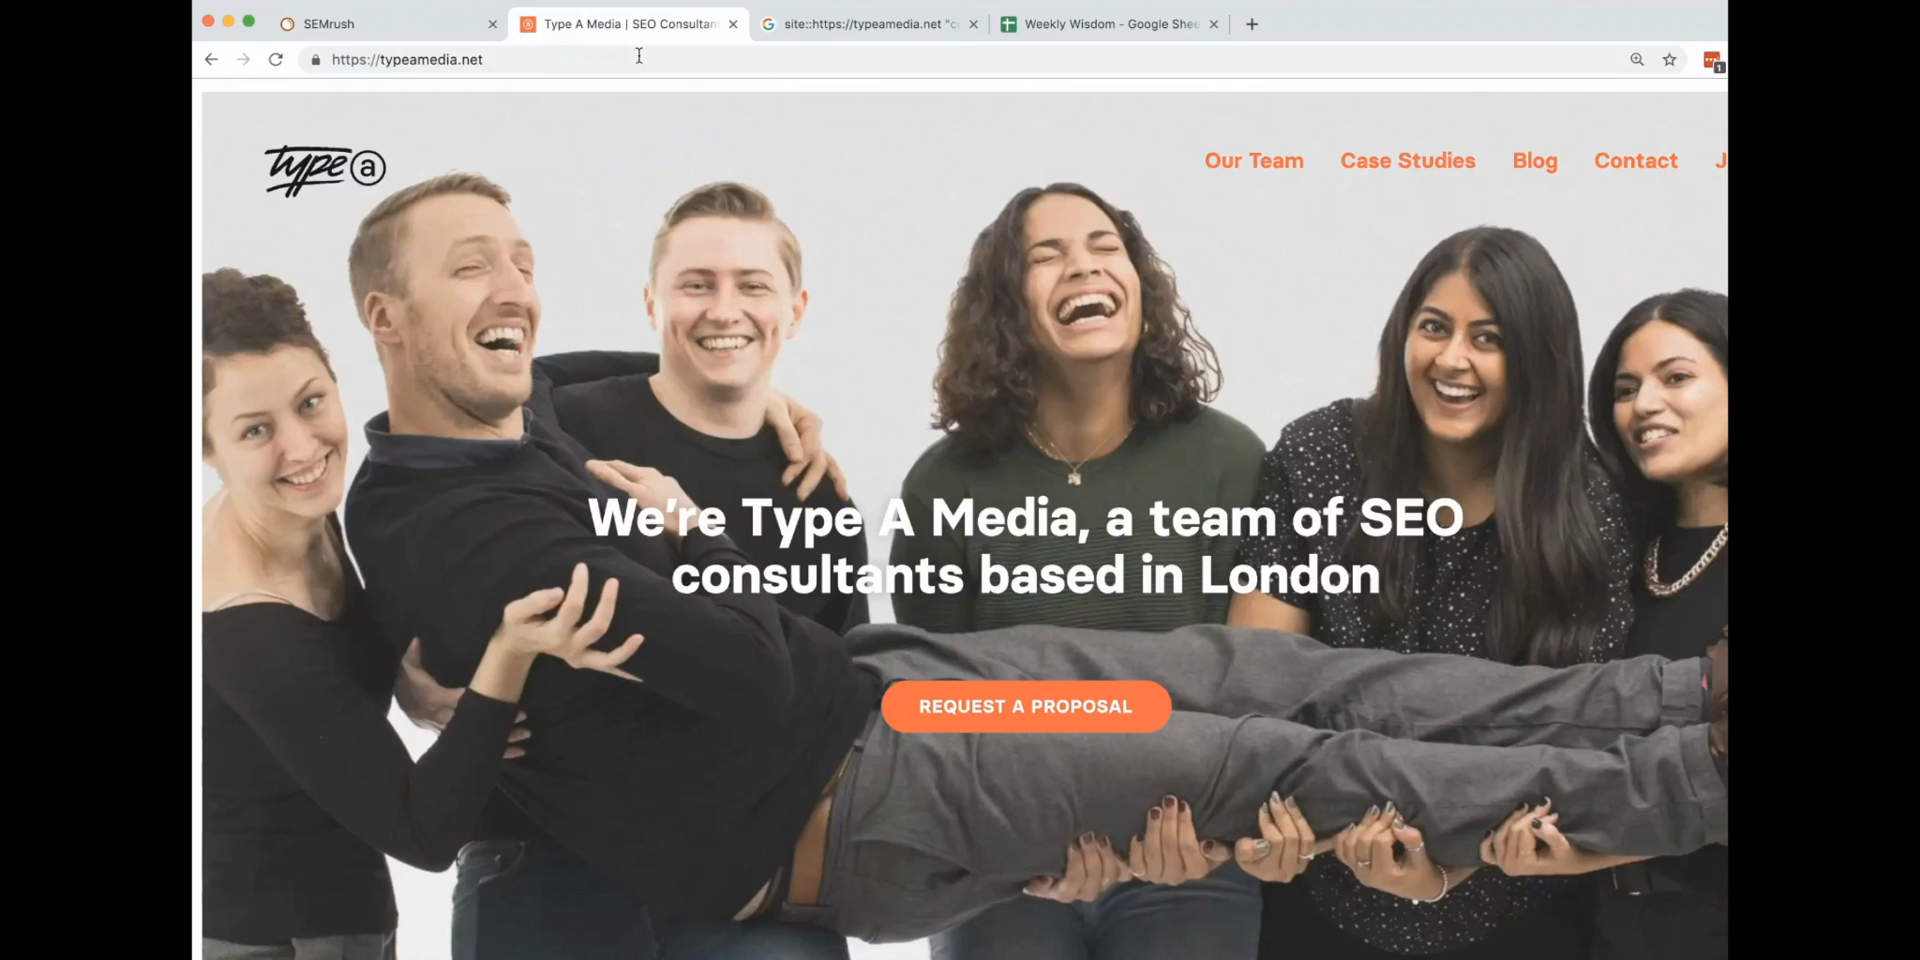 SEMrush
Type A Media | SEO Consultan
site::https://typeamedia.net "c
Weekly Wisdom - Google Shee
https://typeamedia.net
1
type a
Our Team
Case Studies
Blog
Contact
J
We're Type A Media, a team of SEO
consultants based in London
REQUEST A PROPOSAL